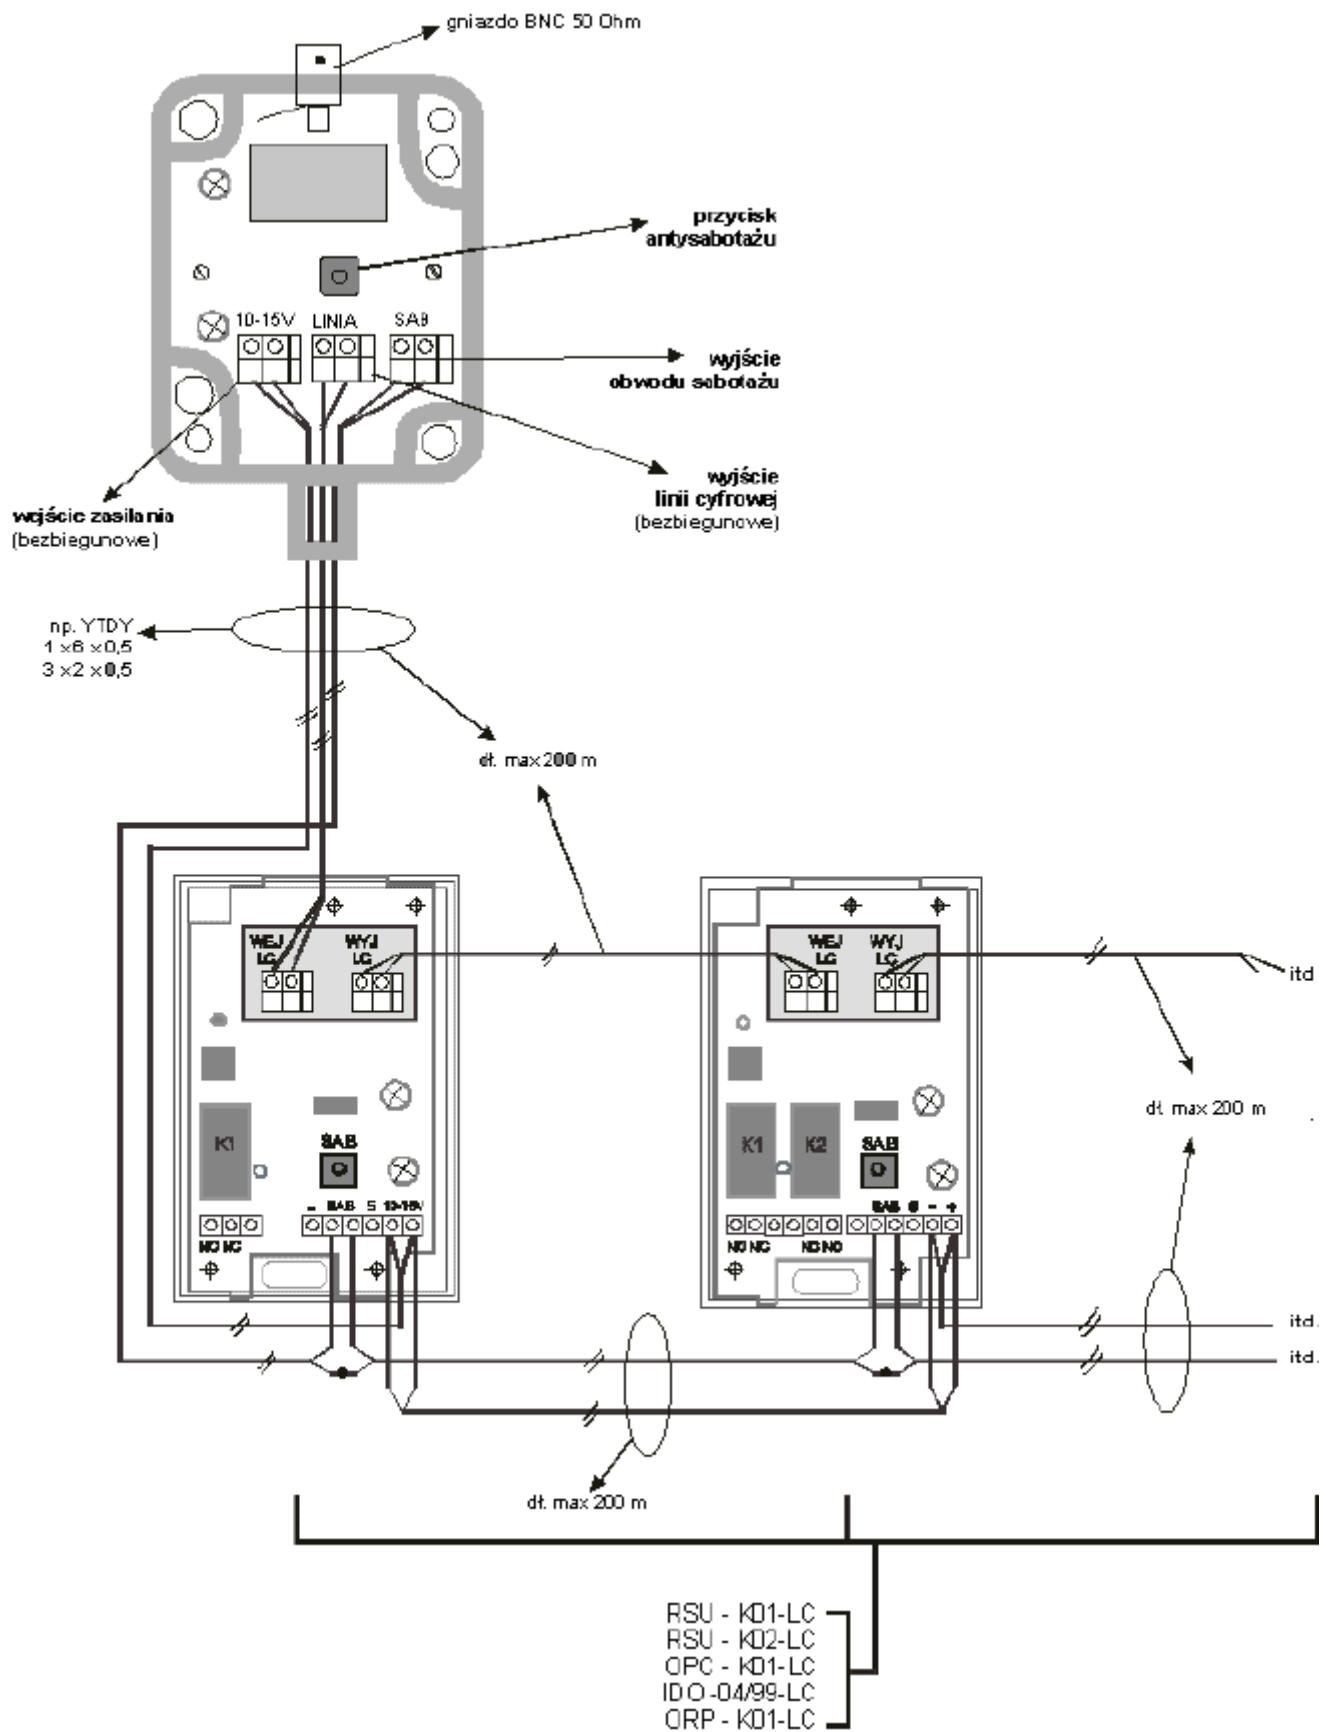 gniazdo BNC 50 Ohm
przycisk
antysabotażu
10-15V LINIA SAB
wyjście
obwodu sabotażu
wyjście
linii cyfrowej
(bezbiegunowe)
wejście zasilania
(bezbiegunowe)
np. YTDY
1 x6 x0,5
3 x2 x0,5
dł. max 200 m
WEJ WYJ
LC LC
WEJ WYJ
LC LC
itd
dł. max 200 m
K1
SAB
K1 K2
SAB
- SAB S 10-15V
SAB S - +
NO NC
NO NC NC NO
itd.
itd.
dł. max 200 m
RSU - K01-LC
RSU - K02-LC
OPC - K01-LC
IDO -04/99-LC
ORP - K01-LC